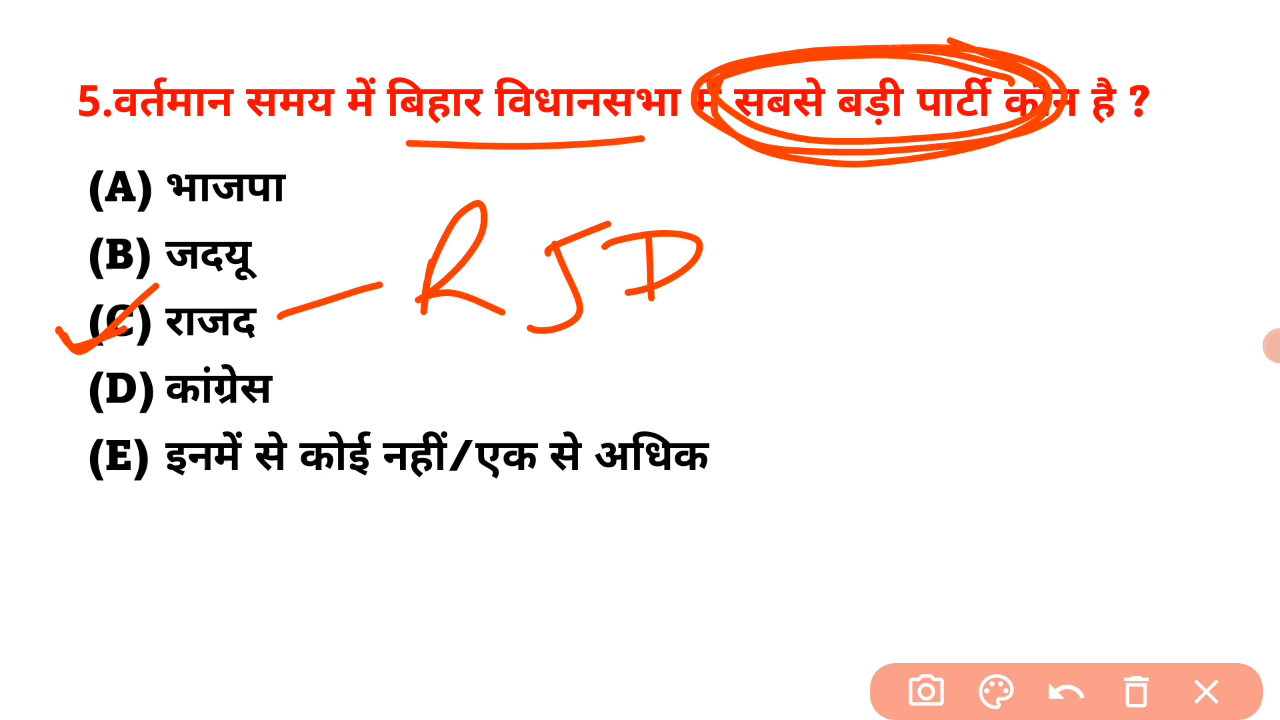 5.वर्तमान समय में बिहार विधानसभा में सबसे बड़ी पार्टी कौन है ?
(A) भाजपा
(B) जदयू
(C) राजद - RJD
(D) कांग्रेस
(E) इनमें से कोई नहीं/एक से अधिक